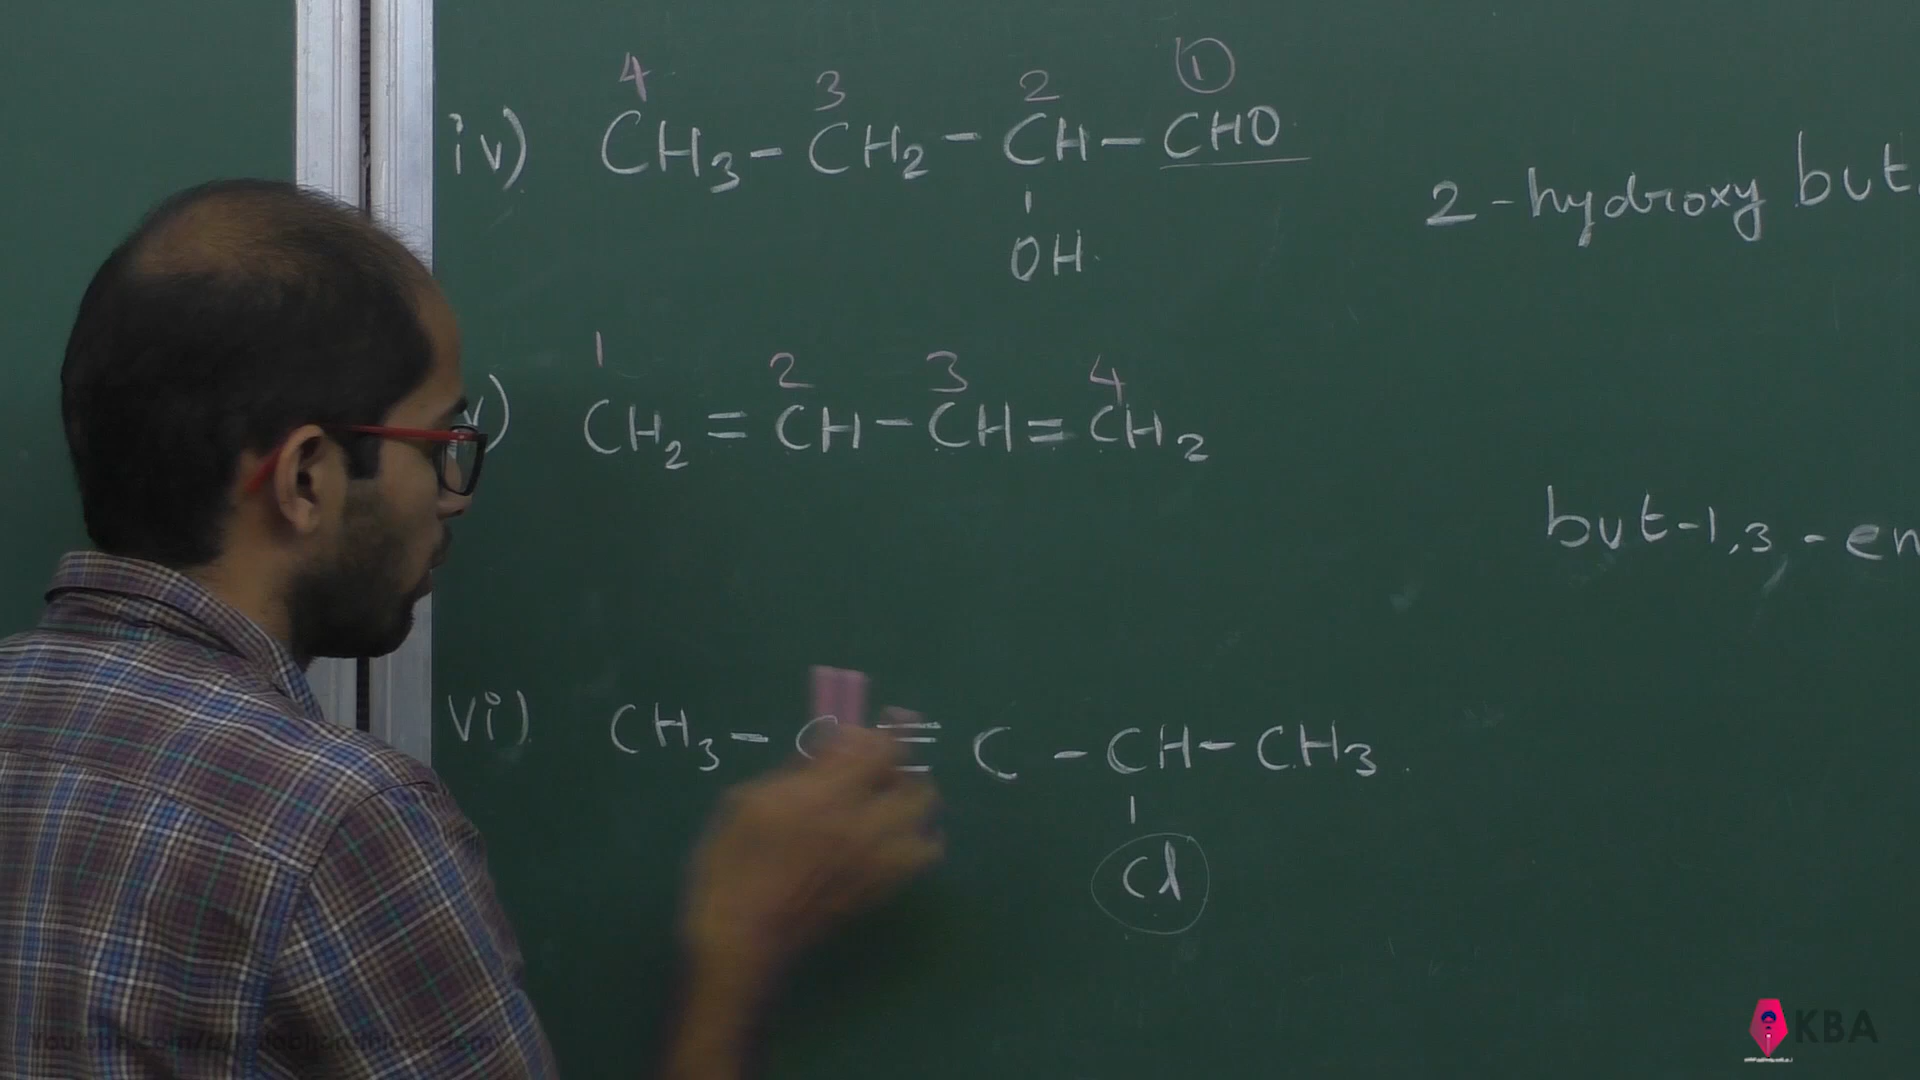 4 3 2 ①
iv) CH₃ - CH₂ - CH - CHO
OH
2-hydroxy but
1 2 3 4
v) CH₂ = CH - CH = CH₂
but-1,3-en
vi) CH₃ - C ≡ C - CH - CH₃
Cl
KBA